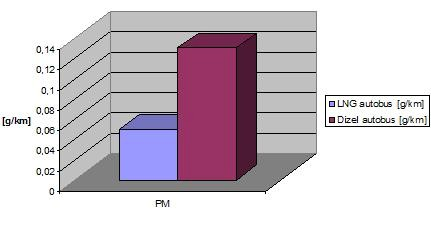 0,14
0,12
0,1
0,08
[g/km]
0,06
0,04
0,02
0
PM
LNG autobus [g/km]
Dizel autobus [g/km]